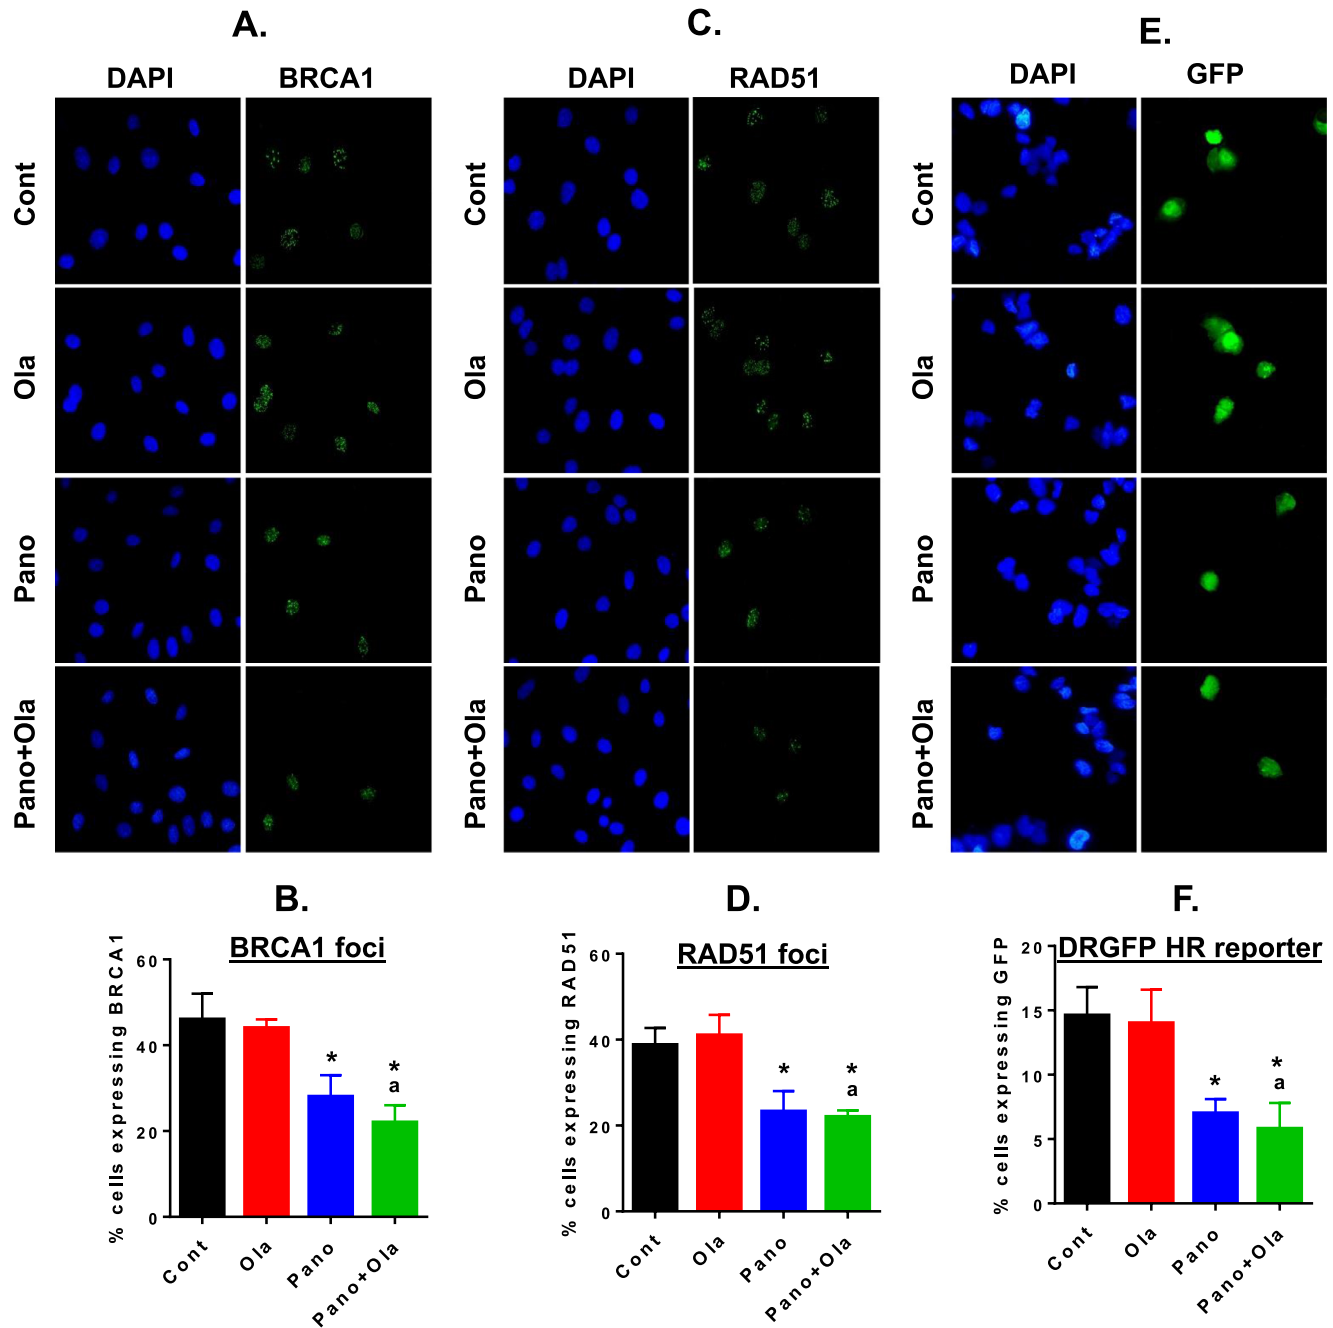 A.
DAPI BRCA1
Cont
Ola
Pano
Pano+Ola
C.
DAPI RAD51
Cont
Ola
Pano
Pano+Ola
E.
DAPI GFP
Cont
Ola
Pano
Pano+Ola
B.
BRCA1 foci
% cells expressing BRCA1
60
40
20
0
*
*
a
Cont Ola Pano Pano+Ola
D.
RAD51 foci
% cells expressing RAD51
60
40
20
0
*
*
a
Cont Ola Pano Pano+Ola
F.
DRGFP HR reporter
% cells expressing GFP
20
15
10
5
0
*
*
a
Cont Ola Pano Pano+Ola